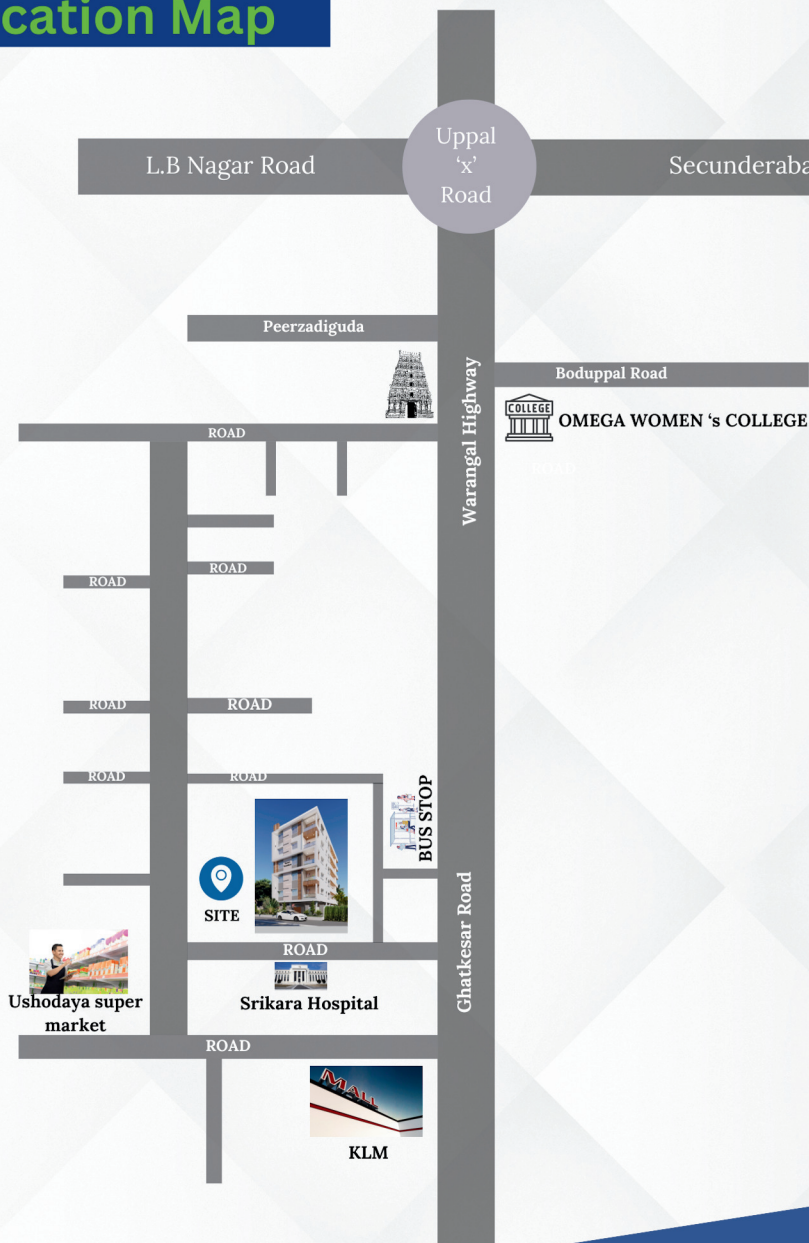 cation Map
Uppal
‘x’
Road
L.B Nagar Road
Secunderaba
Peerzadiguda
Boduppal Road
COLLEGE
OMEGA WOMEN ‘s COLLEGE
Warangal Highway
ROAD
ROAD
ROAD
ROAD
ROAD
ROAD
ROAD
ROAD
BUS STOP
SITE
Ghatkesar Road
ROAD
Ushodaya super
market
Srikara Hospital
ROAD
MALL
KLM